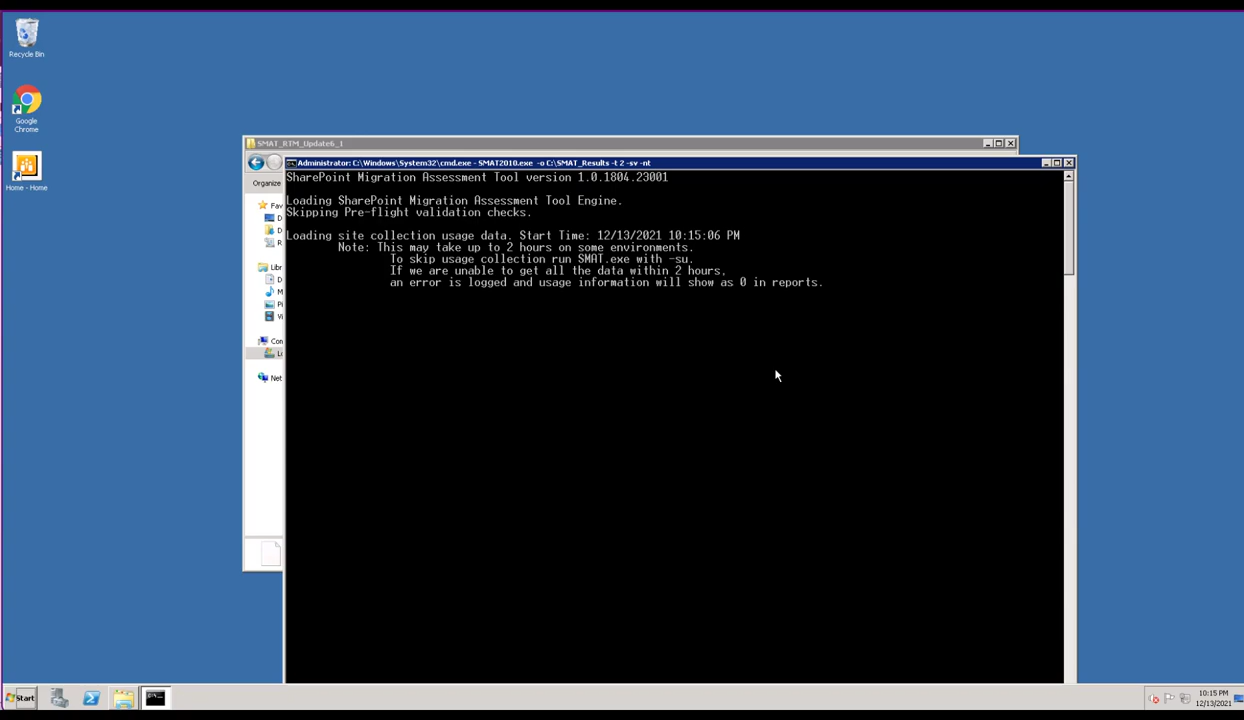 Recycle Bin
Google
Chrome
Home - Home
SMAT_RTM_Update6_1
Administrator: C:\Windows\System32\cmd.exe - SMAT2010.exe -o C:\SMAT_Results -t 2 -sv -nt
Organize
Fav
Libr
Con
Net
SharePoint Migration Assessment Tool version 1.0.1804.23001
Loading SharePoint Migration Assessment Tool Engine.
Skipping Pre-flight validation checks.
Loading site collection usage data. Start Time: 12/13/2021 10:15:06 PM
Note: This may take up to 2 hours on some environments.
To skip usage collection run SMAT.exe with -su.
If we are unable to get all the data within 2 hours,
an error is logged and usage information will show as 0 in reports.
Start
10:15 PM
12/13/2021